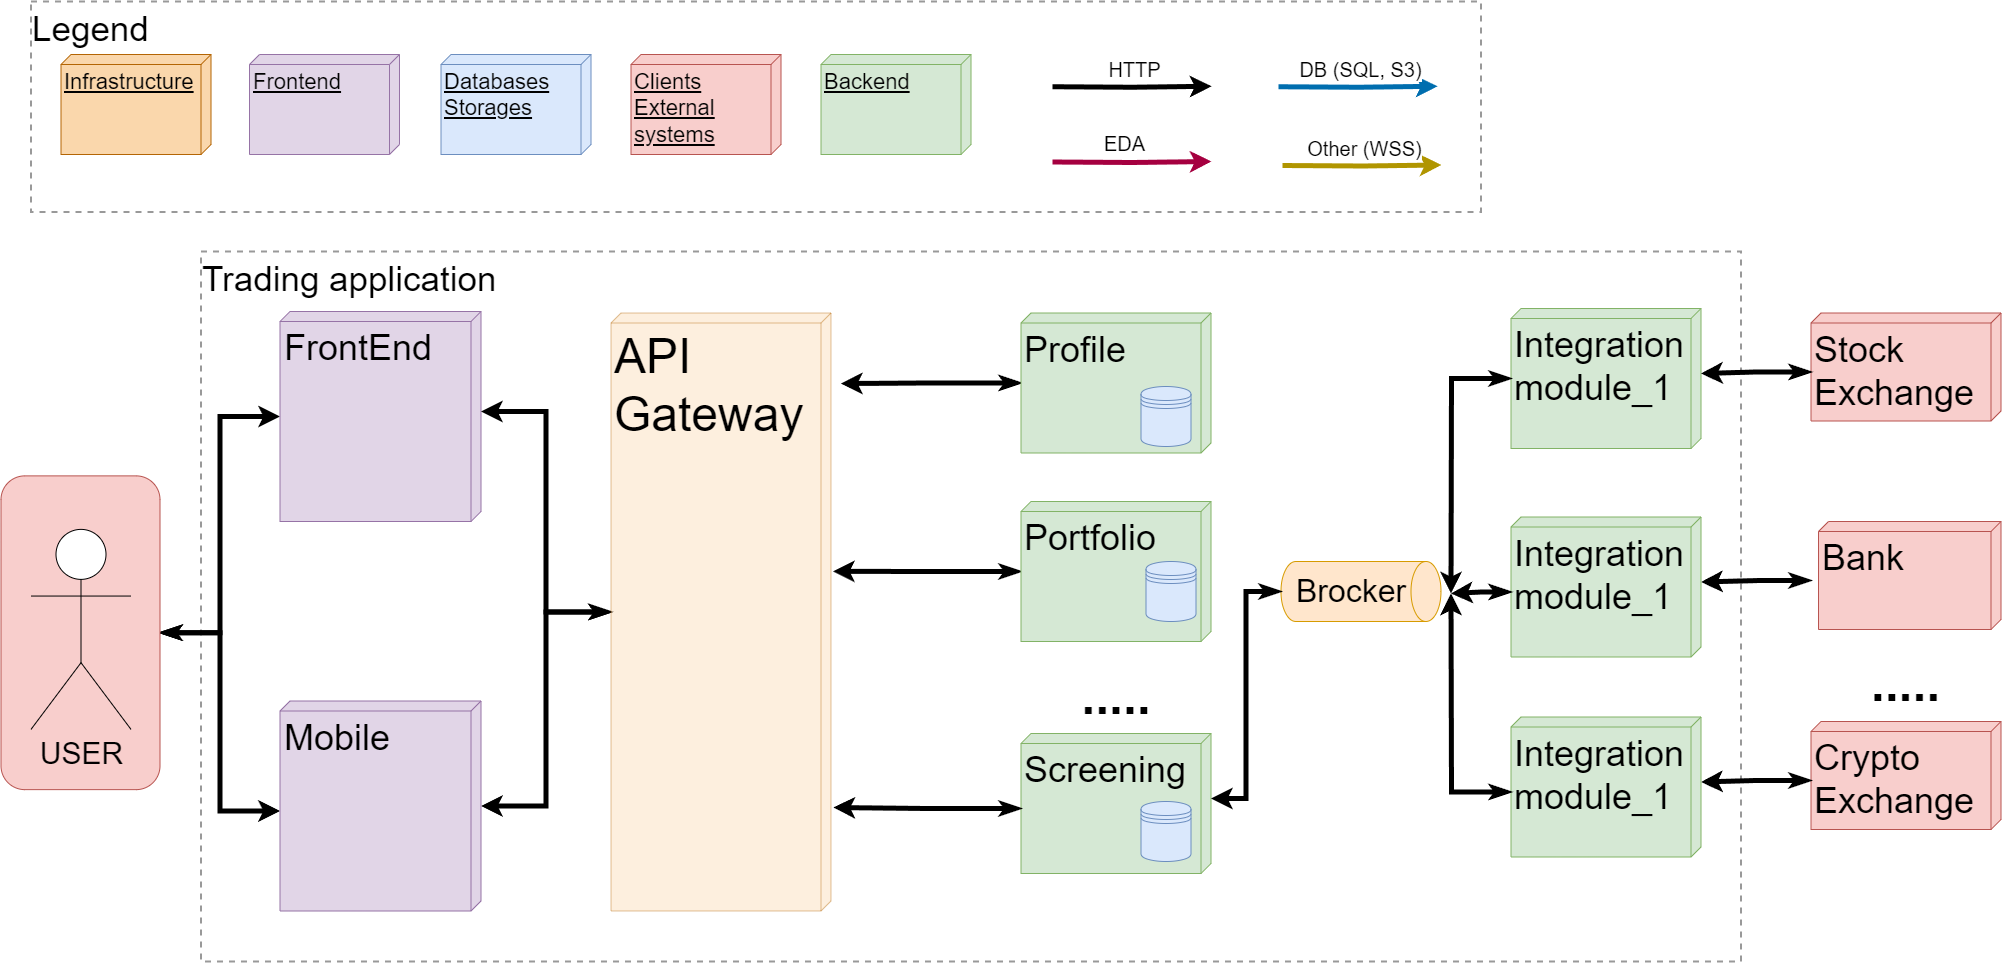 Legend
Infrastructure
Frontend
Databases
Storages
Clients
External
systems
Backend
HTTP
DB (SQL, S3)
EDA
Other (WSS)
Trading application
FrontEnd
API
Gateway
Profile
Integration
module_1
Stock
Exchange
Portfolio
Brocker
Integration
module_1
Bank
USER
Mobile
.....
Screening
Integration
module_1
.....
Crypto
Exchange